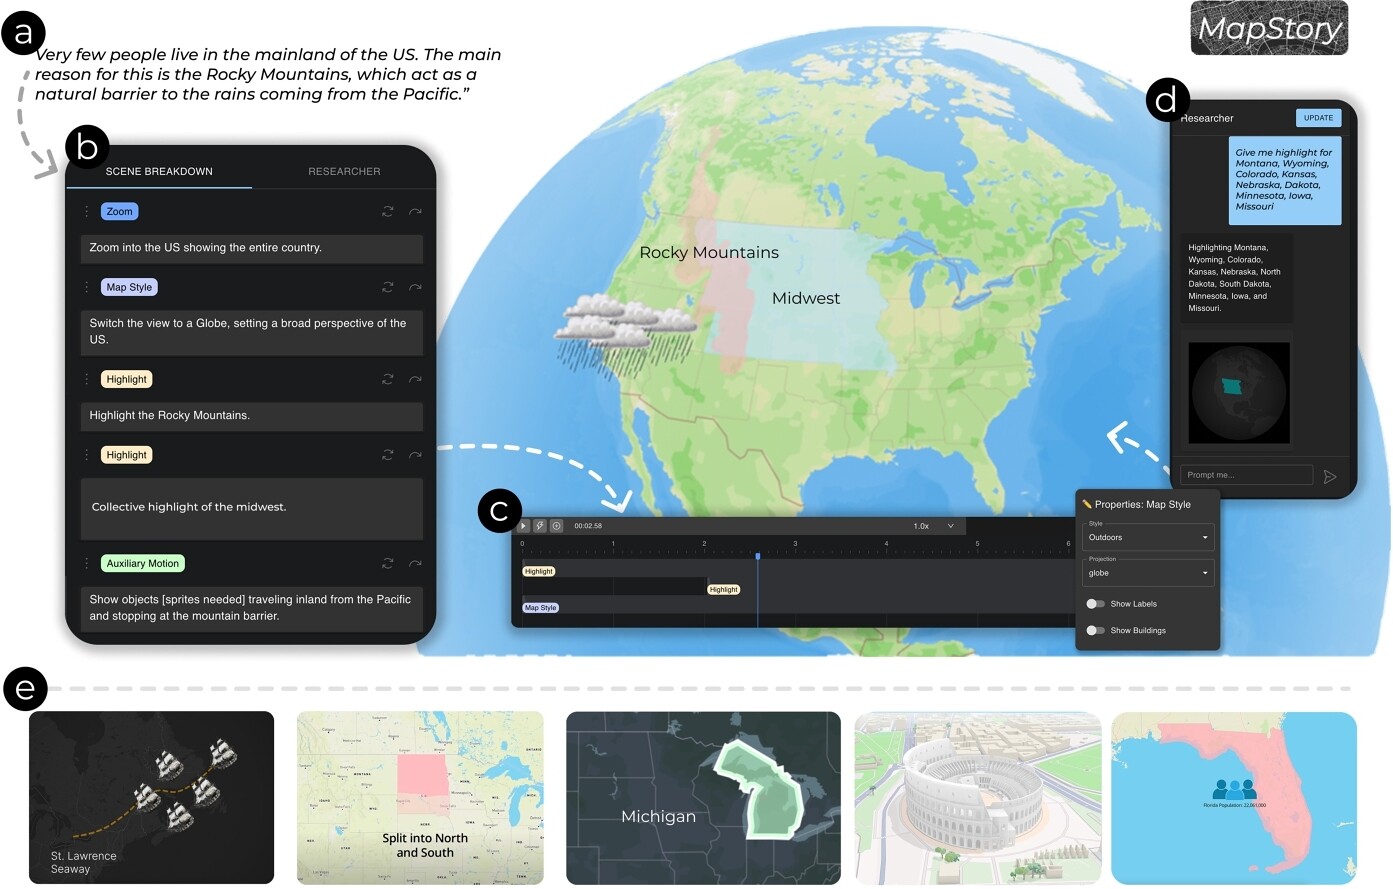 MapStory
a
Very few people live in the mainland of the US. The main
reason for this is the Rocky Mountains, which act as a
natural barrier to the rains coming from the Pacific.”
b
SCENE BREAKDOWN
RESEARCHER
Zoom
Zoom into the US showing the entire country.
Map Style
Switch the view to a Globe, setting a broad perspective of the
US.
Highlight
Highlight the Rocky Mountains.
Highlight
Collective highlight of the midwest.
Auxiliary Motion
Show objects [sprites needed] traveling inland from the Pacific
and stopping at the mountain barrier.
Rocky Mountains
Midwest
c
00:02.58
1.0x
0 1 2 3 4 5 6
Highlight
Highlight
Map Style
Properties: Map Style
Style
Outdoors
Projection
globe
Show Labels
Show Buildings
d
Researcher
UPDATE
Give me highlight for
Montana, Wyoming,
Colorado, Kansas,
Nebraska, Dakota,
Minnesota, Iowa,
Missouri
Highlighting Montana,
Wyoming, Colorado,
Kansas, Nebraska, North
Dakota, South Dakota,
Minnesota, Iowa, and
Missouri.
Prompt me...
e
St. Lawrence
Seaway
Split into North
and South
MONTANA
ONTARIO
Michigan
Florida Population: 22,061,000